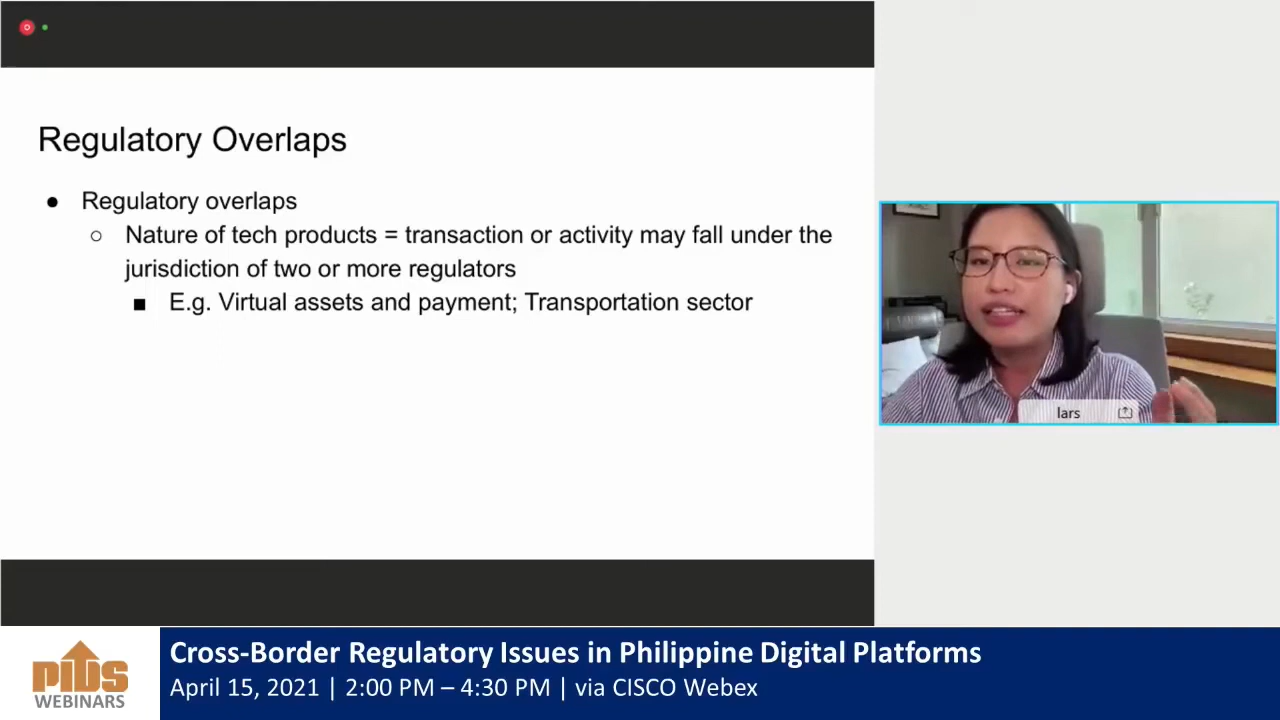 Regulatory Overlaps
● Regulatory overlaps
○ Nature of tech products = transaction or activity may fall under the
jurisdiction of two or more regulators
■ E.g. Virtual assets and payment; Transportation sector
lars
PIDS
WEBINARS
Cross-Border Regulatory Issues in Philippine Digital Platforms
April 15, 2021 | 2:00 PM – 4:30 PM | via CISCO Webex